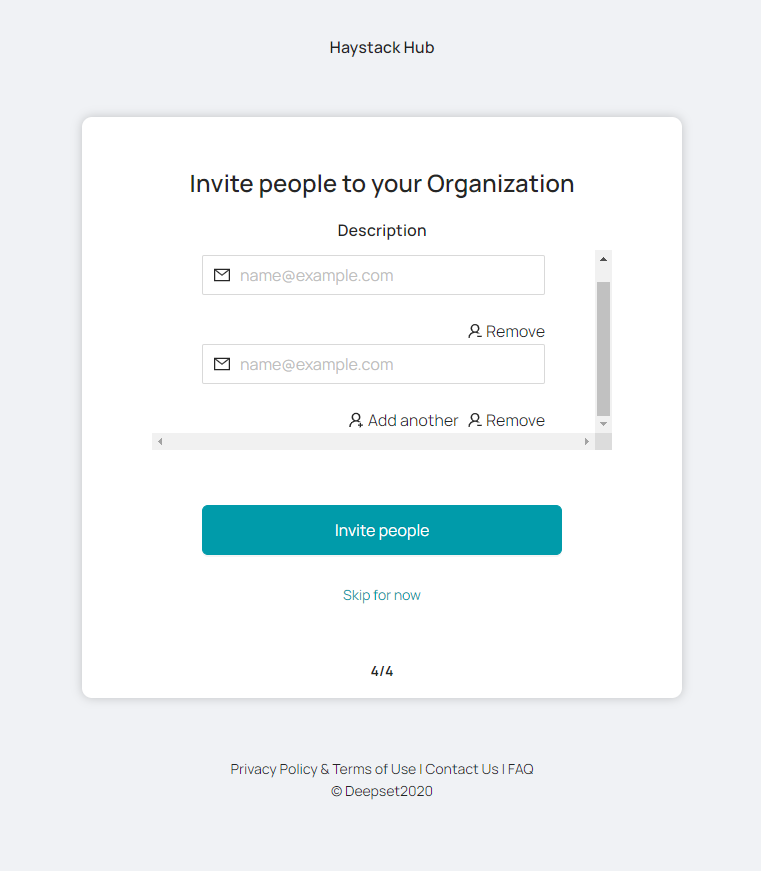 Haystack Hub
Invite people to your Organization
Description
name@example.com
Remove
name@example.com
Add another Remove
Invite people
Skip for now
4/4
Privacy Policy & Terms of Use | Contact Us | FAQ
© Deepset2020